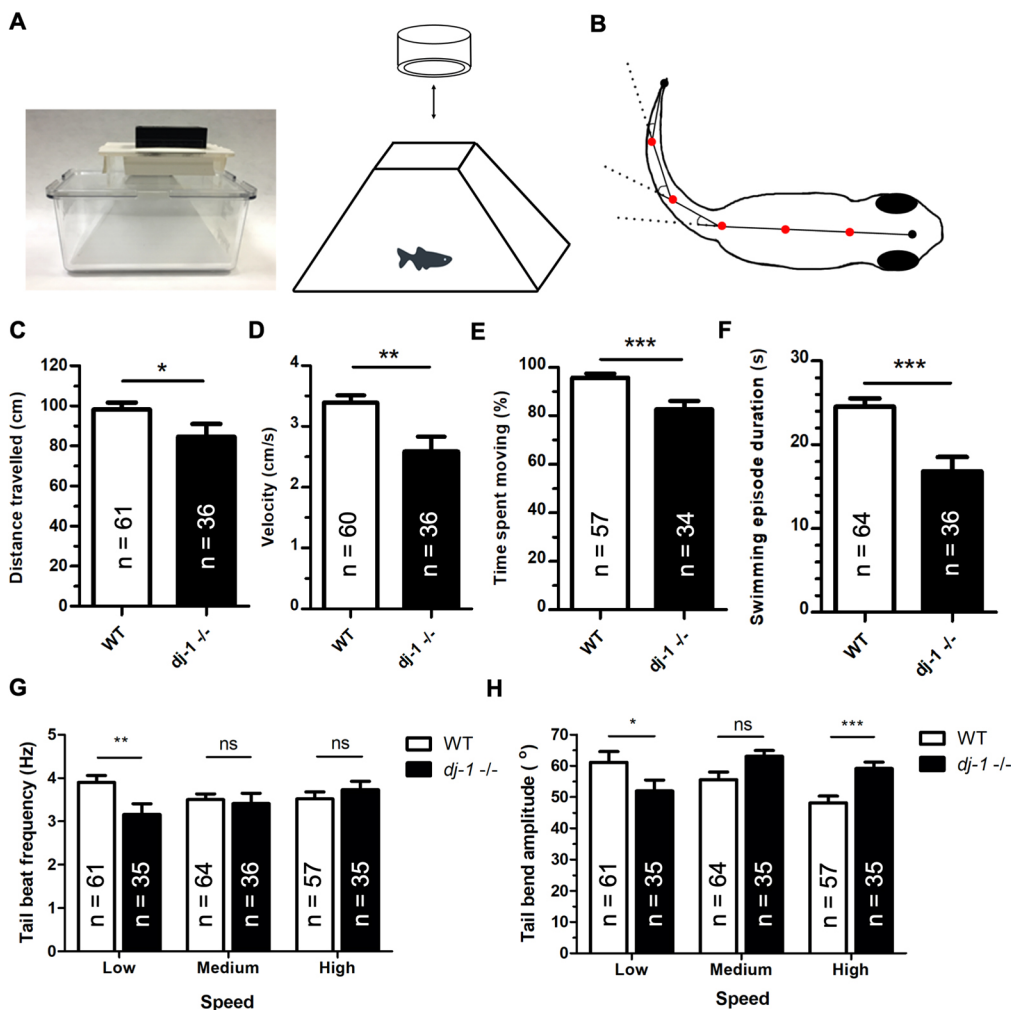 A
B
C
Distance travelled (cm)
120
100
80
60
40
20
0
*
n = 61
n = 36
WT
dj-1 -/-
D
Velocity (cm/s)
4
3
2
1
0
**
n = 60
n = 36
WT
dj-1 -/-
E
Time spent moving (%)
100
80
60
40
20
0
***
n = 57
n = 34
WT
dj-1 -/-
F
Swimming episode duration (s)
30
20
10
0
***
n = 64
n = 36
WT
dj-1 -/-
G
Tail beat frequency (Hz)
5
4
3
2
1
0
**
ns
ns
n = 61
n = 35
n = 64
n = 36
n = 57
n = 35
Low
Medium
High
Speed
WT
dj-1 -/-
H
Tail bend amplitude ( °)
70
60
50
40
30
20
10
0
*
ns
***
n = 61
n = 35
n = 64
n = 35
n = 57
n = 35
Low
Medium
High
Speed
WT
dj-1 -/-